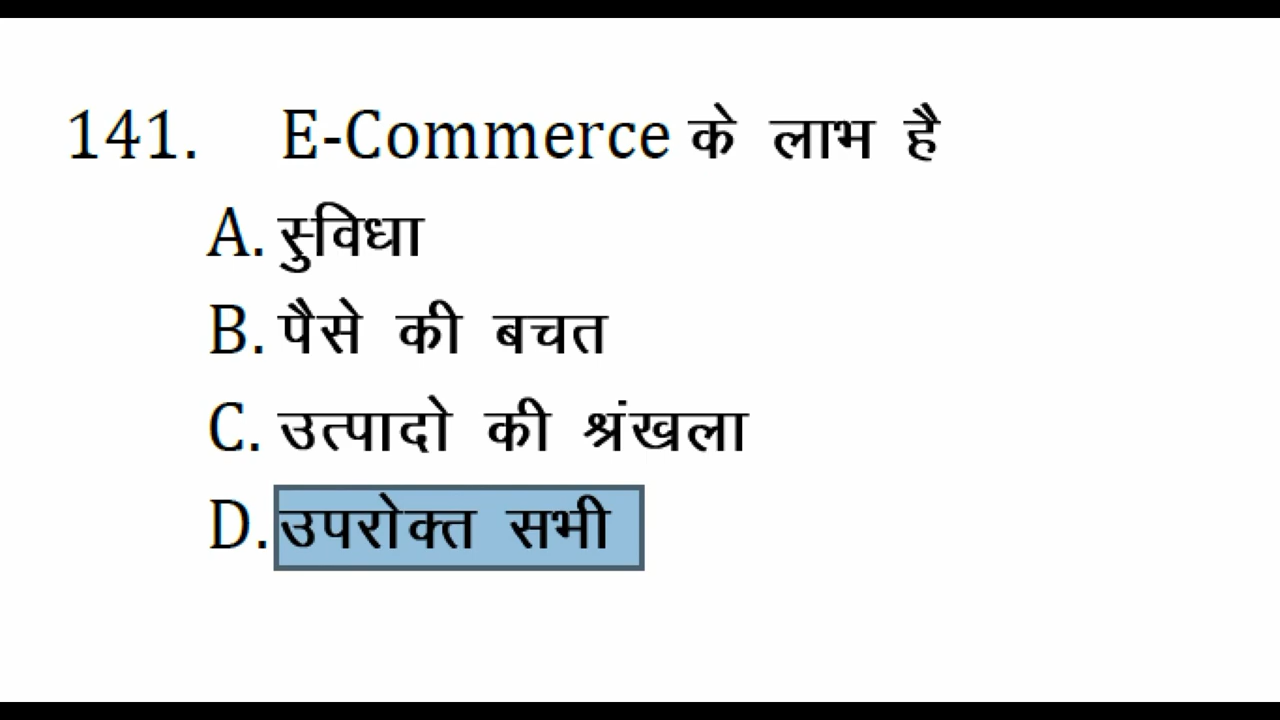 141. E-Commerce के लाभ है
A. सुविधा
B. पैसे की बचत
C. उत्पादो की श्रंखला
D. उपरोक्त सभी